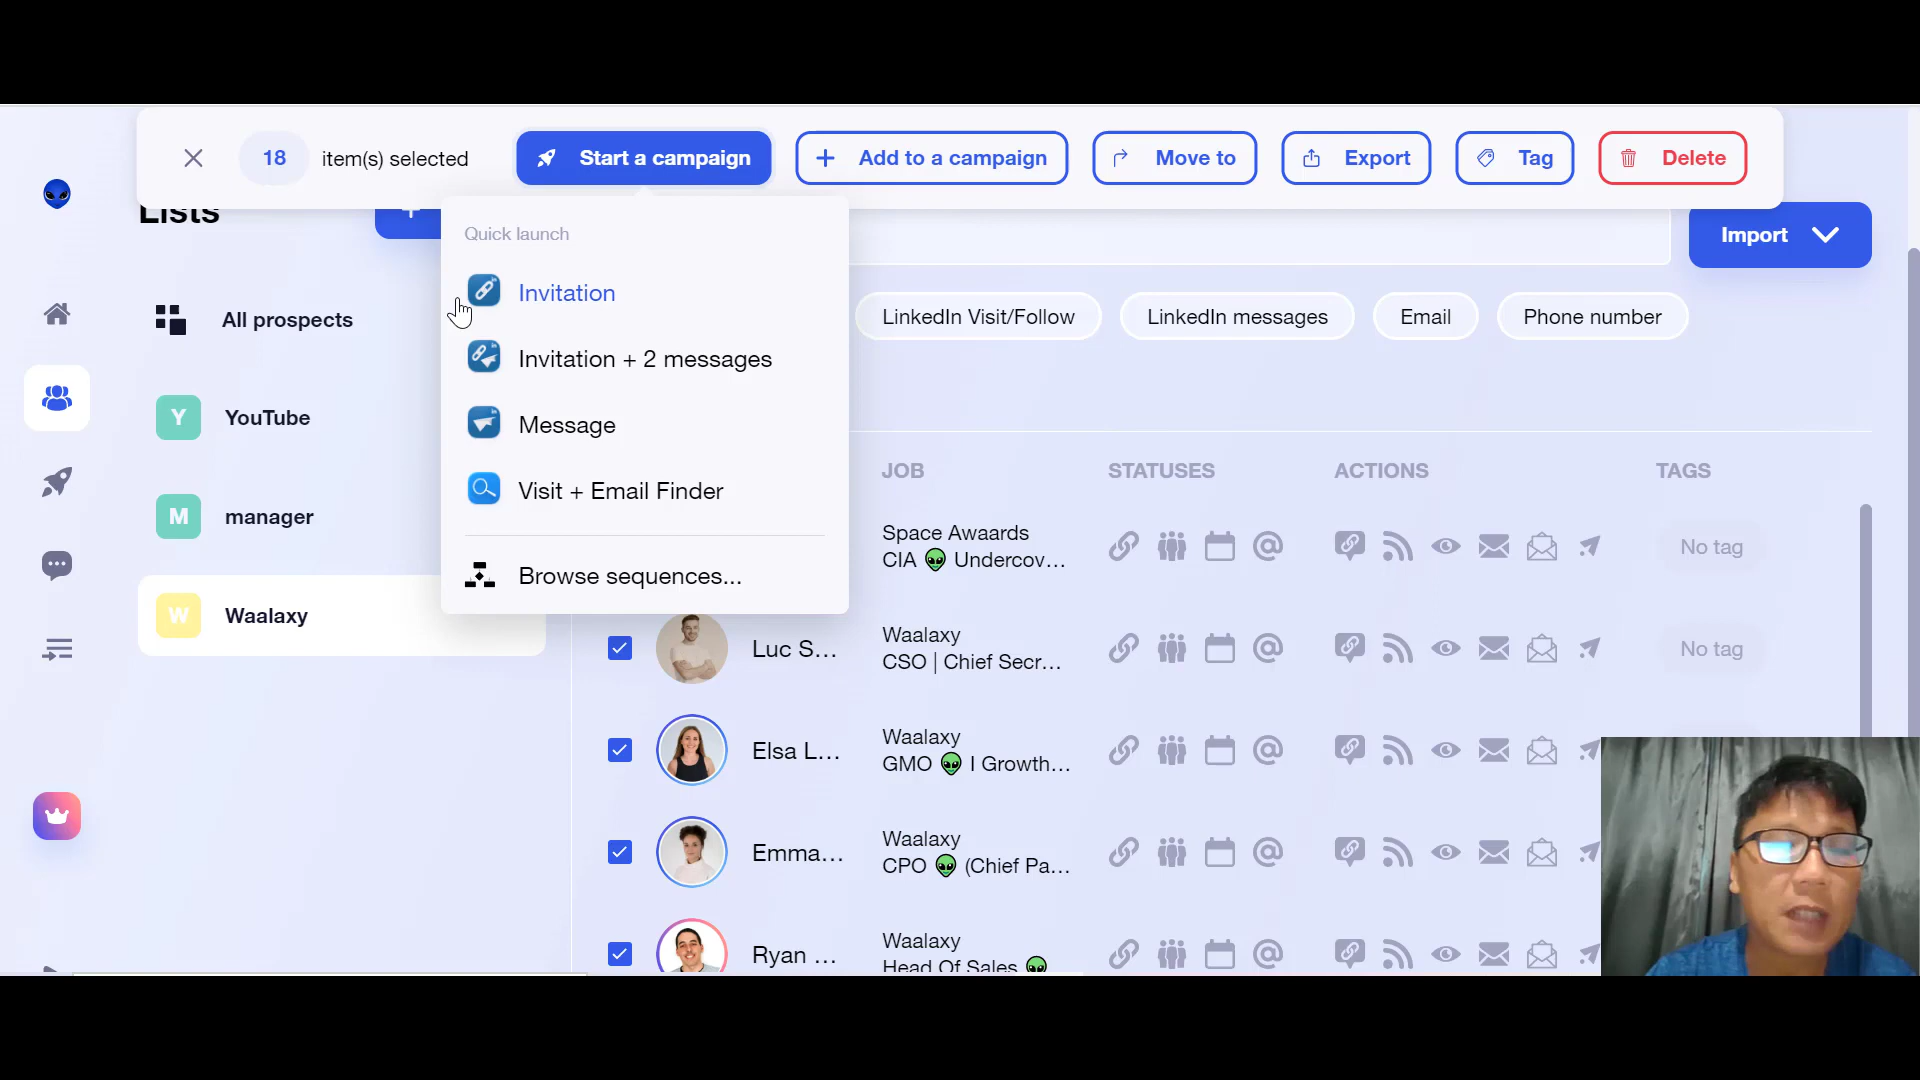 18 item(s) selected
Start a campaign
Add to a campaign
Move to
Export
Tag
Delete
Lists
Import
Quick launch
Invitation
Invitation + 2 messages
Message
Visit + Email Finder
Browse sequences...
All prospects
Y YouTube
M manager
W Waalaxy
LinkedIn Visit/Follow
LinkedIn messages
Email
Phone number
JOB STATUSES ACTIONS TAGS
Space Awaards
CIA 👽 Undercov...
No tag
Luc S...
Waalaxy
CSO | Chief Secr...
No tag
Elsa L...
Waalaxy
GMO 👽 I Growth...
Emma...
Waalaxy
CPO 👽 (Chief Pa...
Ryan ...
Waalaxy
Head Of Sales 👽